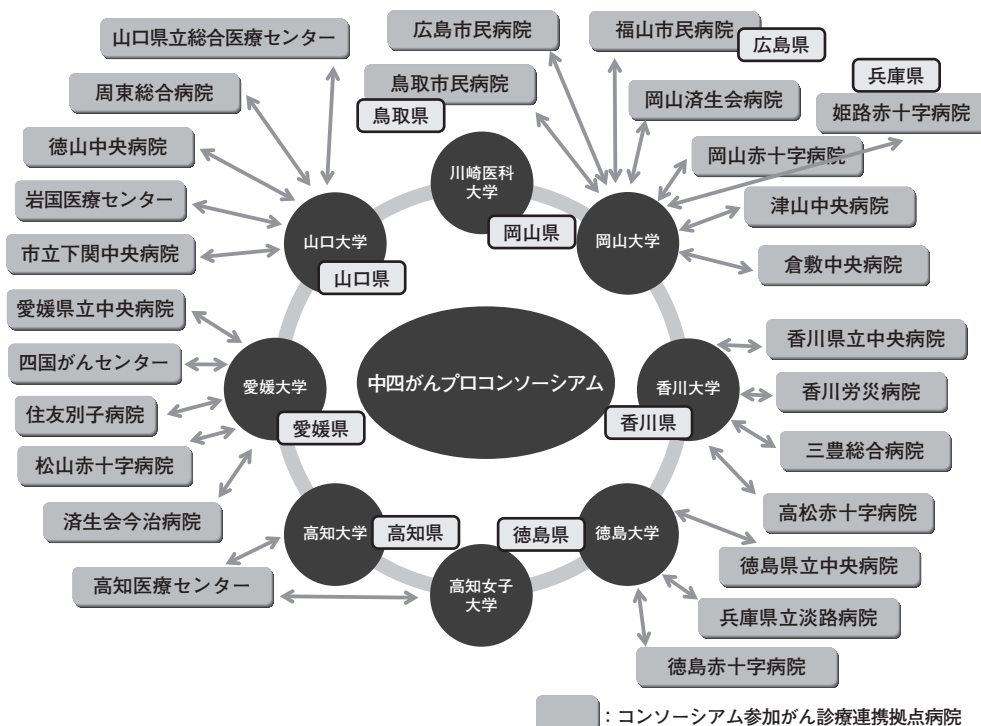 山口県立総合医療センター
広島市民病院
福山市民病院
広島県
周東総合病院
鳥取市民病院
鳥取県
岡山済生会病院
兵庫県
姫路赤十字病院
徳山中央病院
川崎医科
大学
岡山赤十字病院
岩国医療センター
山口大学
岡山県
岡山大学
津山中央病院
市立下関中央病院
山口県
倉敷中央病院
愛媛県立中央病院
香川県立中央病院
四国がんセンター
愛媛大学
中四がんプロコンソーシアム
香川大学
香川労災病院
住友別子病院
愛媛県
香川県
松山赤十字病院
三豊総合病院
済生会今治病院
高知大学
高知県
徳島県
徳島大学
高松赤十字病院
高知医療センター
高知女子
大学
徳島県立中央病院
兵庫県立淡路病院
徳島赤十字病院
：コンソーシアム参加がん診療連携拠点病院